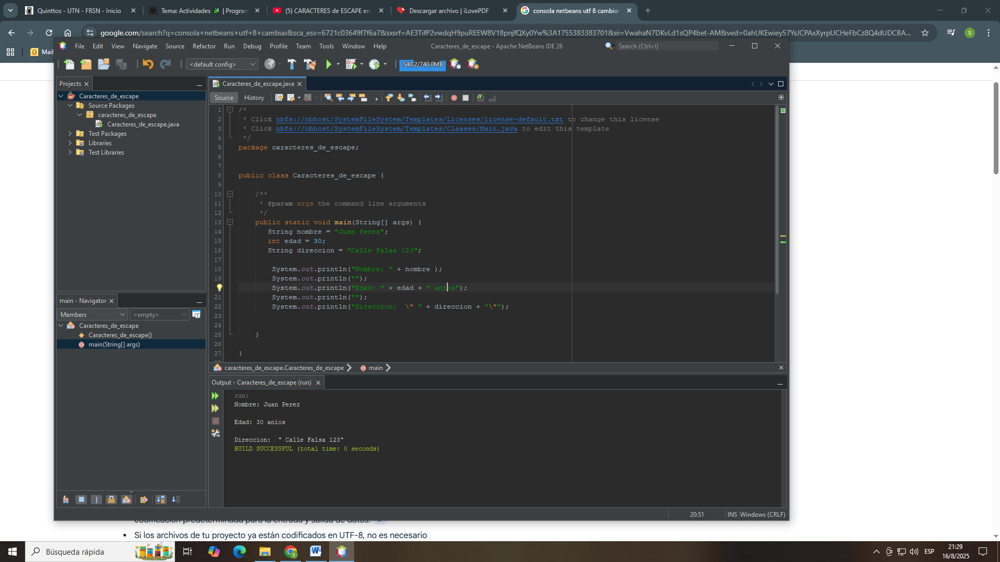 Quinttos - UTN - FRSN - Inicio
Tema: Actividades 🧩 | Program
(5) CARACTERES de ESCAPE en
Descargar archivo | iLovePDF
consola netbeans utf 8 cambiar
google.com/search?q=consola+netbeans+utf+8+cambiar&sca_esv=6721c03649f7f6a7&sxsrf=AE3TifP2vwdqH9puREEW8V18pnjfQXy0Yw%3A1755383383701&ei=VwahaN7DKvLd1sQP4bet-AM&ved=0ahUKEwiey57YsJCPAxXyrpUCHeFbCz8Q4dUDCBA...
S
Mail
File Edit View Navigate Source Refactor Run Debug Profile Team Tools Window Help
Caracteres_de_escape - Apache NetBeans IDE 26
Search (Ctrl+I)
<default config>
540,2/740,0MB
Projects
Caracteres_de_escape
Source Packages
caracteres_de_escape
Caracteres_de_escape.java
Test Packages
Libraries
Test Libraries
Caracteres_de_escape.java
Source History
1 /*
2 * Click nbfs://nbhost/SystemFileSystem/Templates/Licenses/license-default.txt to change this license
3 * Click nbfs://nbhost/SystemFileSystem/Templates/Classes/Main.java to edit this template
4 */
5 package caracteres_de_escape;
6
7
8 public class Caracteres_de_escape {
9
10 /**
11 * @param args the command line arguments
12 */
13 public static void main(String[] args) {
14 String nombre = "Juan Perez";
15 int edad = 30;
16 String direccion = "Calle Falsa 123";
17
18 System.out.println("Nombre: " + nombre );
19 System.out.println("");
System.out.println("Edad: " + edad + " anios");
21 System.out.println("");
22 System.out.println("Direccion:  \" " + direccion + "\"");
23
24
25 }
26
27 }
caracteres_de_escape.Caracteres_de_escape
main
main - Navigator
Members
<empty>
Caracteres_de_escape
Caracteres_de_escape()
main(String[] args)
Output - Caracteres_de_escape (run)
run:
Nombre: Juan Perez
Edad: 30 anios
Direccion:  " Calle Falsa 123"
BUILD SUCCESSFUL (total time: 0 seconds)
20:51
INS
Windows (CRLF)
codificación predeterminada para la entrada y salida de datos.
• Si los archivos de tu proyecto ya están codificados en UTF-8, no es necesario
Búsqueda rápida
ESP
21:29
16/8/2025